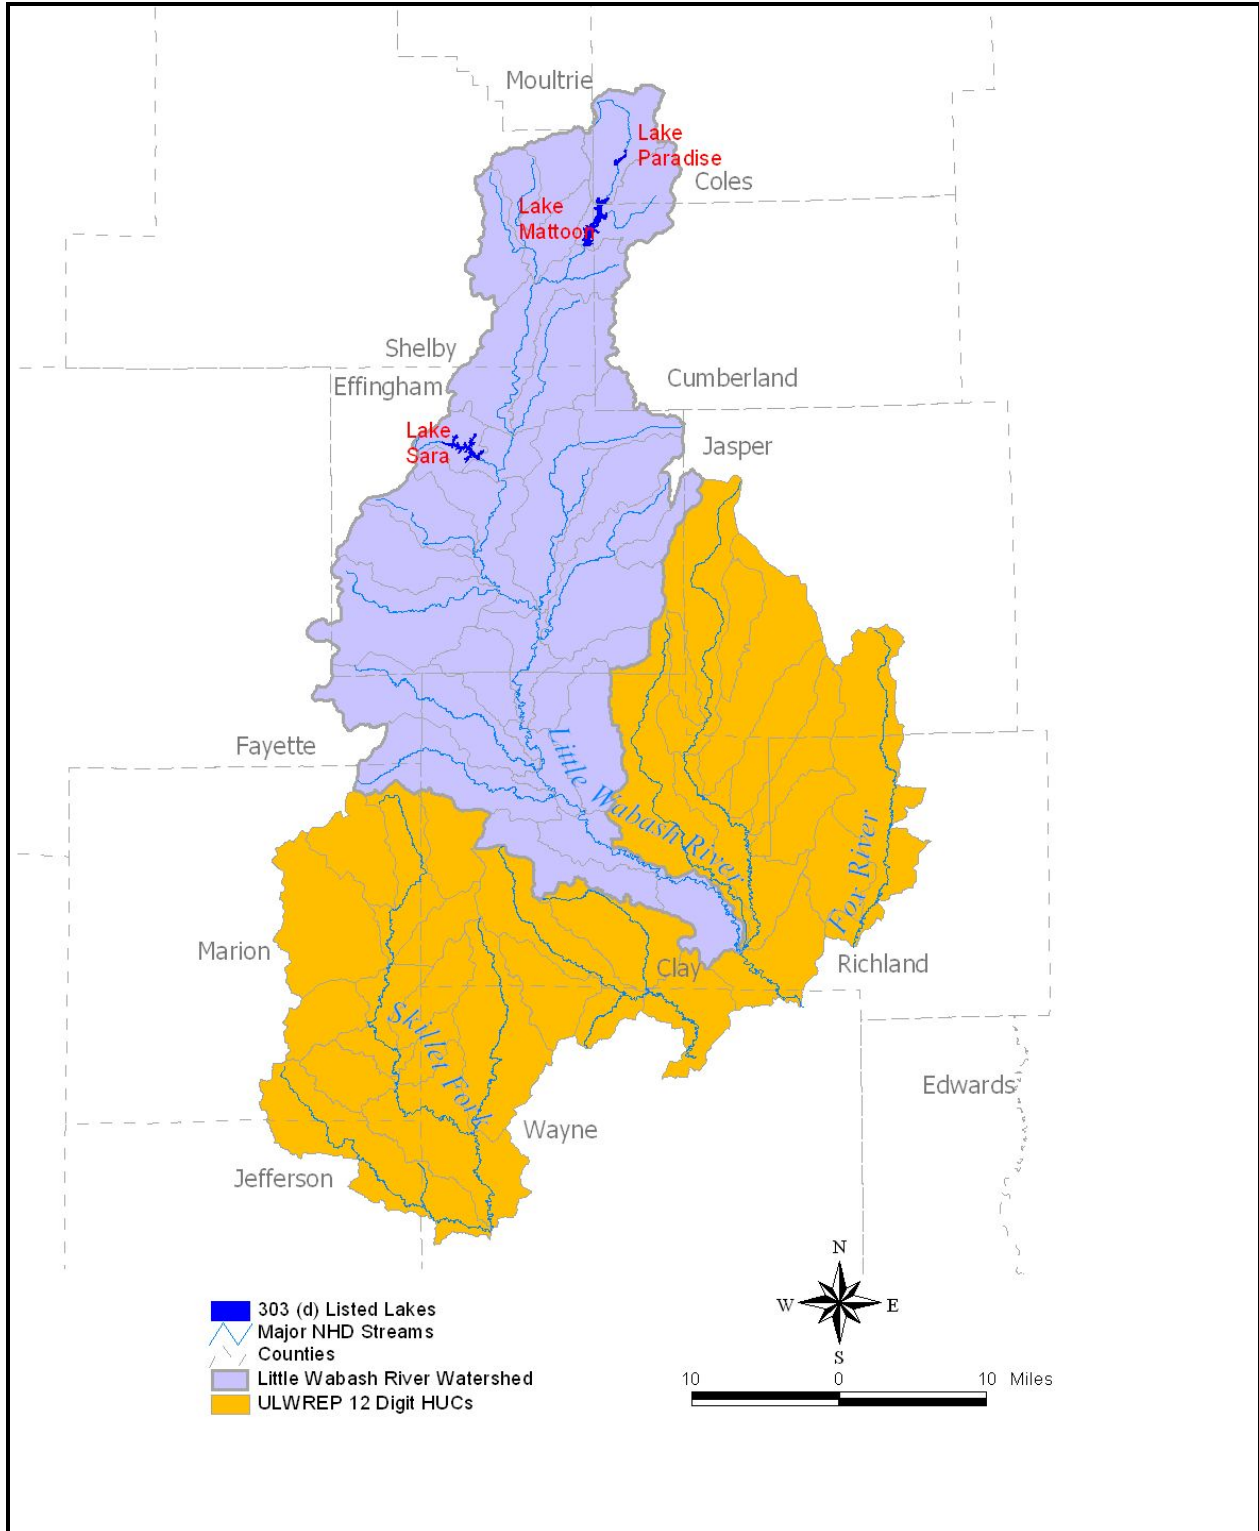 Moultrie
Lake
Paradise
Coles
Lake
Mattoon
Shelby
Effingham
Cumberland
Lake
Sara
Jasper
Fayette
Little Wabash River
Fox River
Marion
Clay
Richland
Skillet Fork
Edwards
Wayne
Jefferson
N
W
E
S
303 (d) Listed Lakes
Major NHD Streams
Counties
Little Wabash River Watershed
ULWREP 12 Digit HUCs
10 0 10 Miles